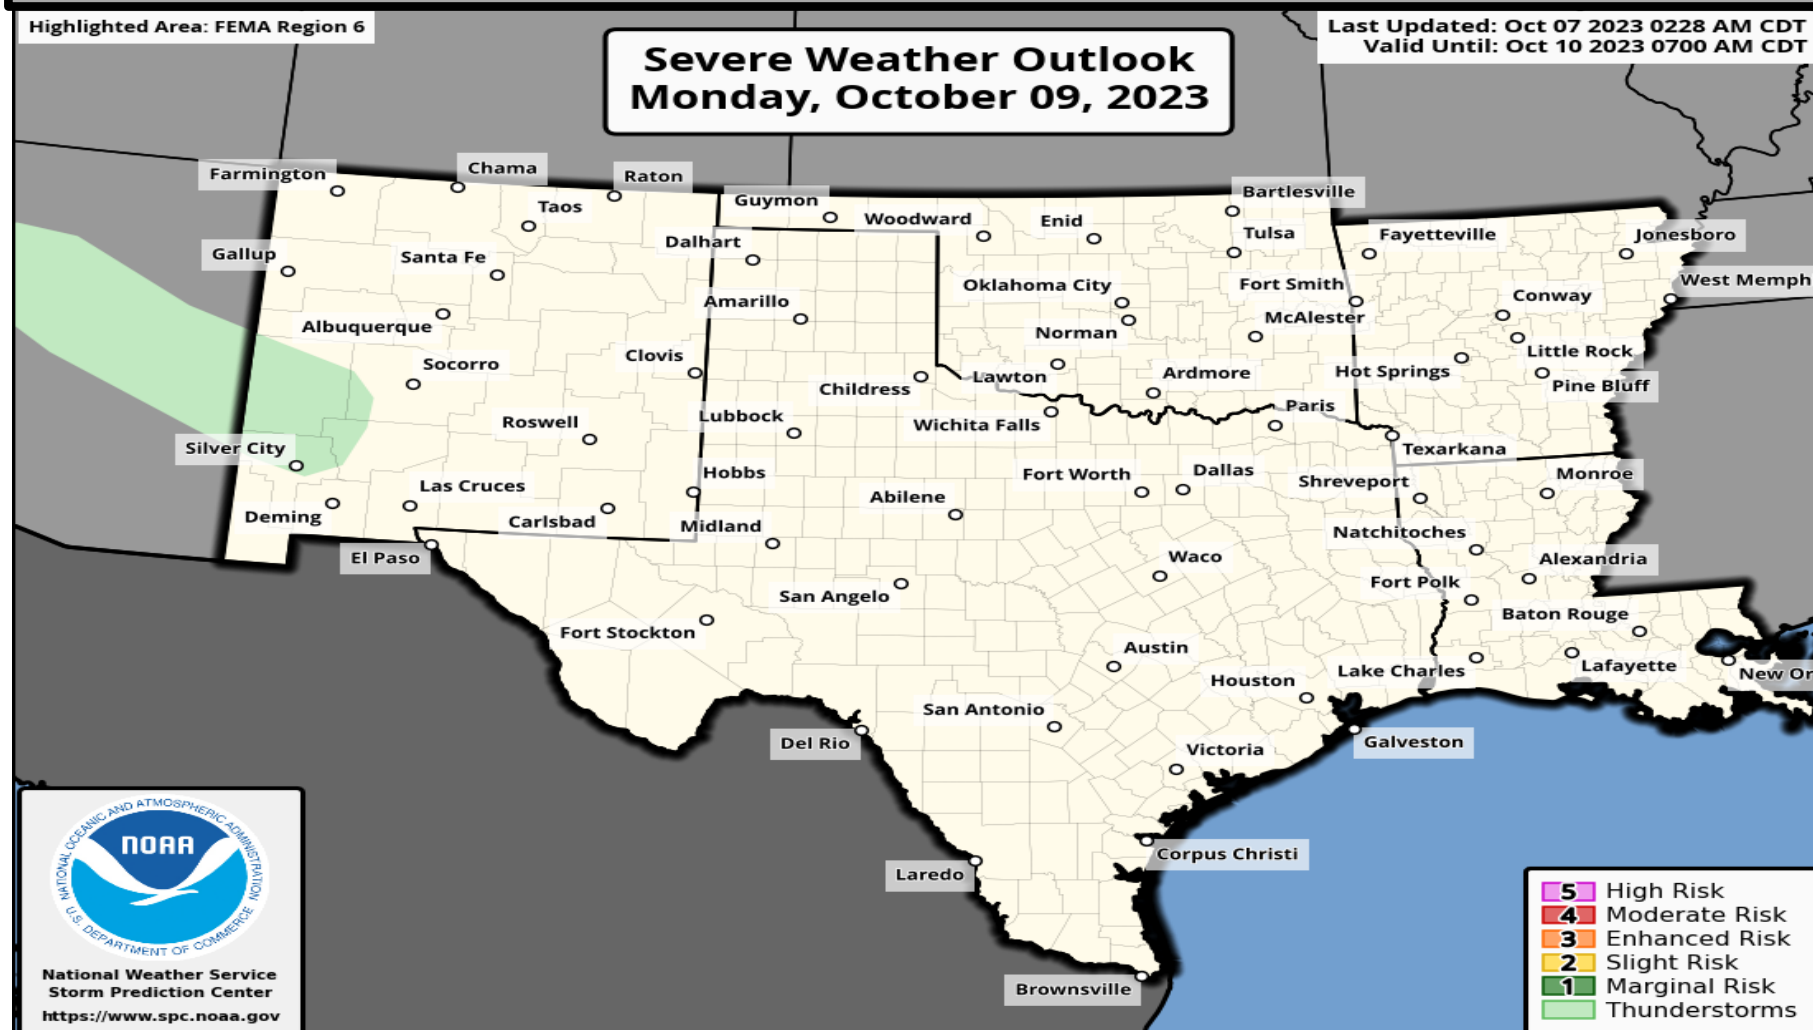 Highlighted Area: FEMA Region 6
Severe Weather Outlook
Monday, October 09, 2023
Last Updated: Oct 07 2023 0228 AM CDT
Valid Until: Oct 10 2023 0700 AM CDT
Farmington
Chama
Raton
Taos
Guymon
Woodward
Enid
Bartlesville
Tulsa
Fayetteville
Jonesboro
Gallup
Santa Fe
Dalhart
Oklahoma City
Fort Smith
Conway
West Memph
Albuquerque
Amarillo
Norman
McAlester
Little Rock
Socorro
Clovis
Childress
Lawton
Ardmore
Hot Springs
Pine Bluff
Roswell
Lubbock
Wichita Falls
Paris
Silver City
Texarkana
Las Cruces
Hobbs
Abilene
Fort Worth
Dallas
Shreveport
Monroe
Deming
Carlsbad
Midland
Natchitoches
El Paso
Waco
Alexandria
San Angelo
Fort Polk
Fort Stockton
Baton Rouge
Austin
Lake Charles
Lafayette
New Or
Houston
San Antonio
Del Rio
Victoria
Galveston
Laredo
Corpus Christi
Brownsville
NATIONAL OCEANIC AND ATMOSPHERIC ADMINISTRATION
NOAA
U.S. DEPARTMENT OF COMMERCE
National Weather Service
Storm Prediction Center
https://www.spc.noaa.gov
5 High Risk
4 Moderate Risk
3 Enhanced Risk
2 Slight Risk
1 Marginal Risk
Thunderstorms